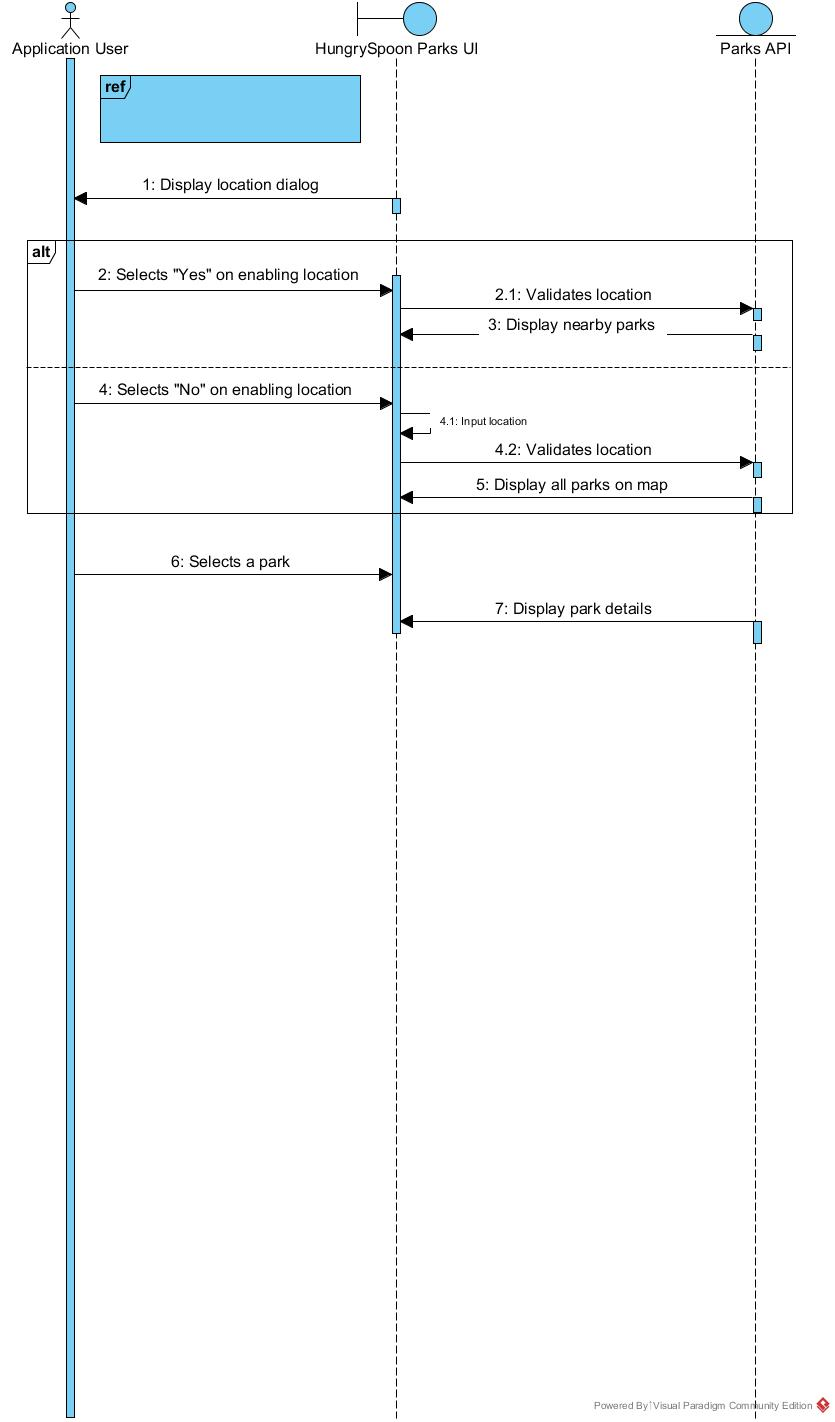 Application User
HungrySpoon Parks UI
Parks API
ref
1: Display location dialog
alt
2: Selects "Yes" on enabling location
2.1: Validates location
3: Display nearby parks
4: Selects "No" on enabling location
4.1: Input location
4.2: Validates location
5: Display all parks on map
6: Selects a park
7: Display park details
Powered By Visual Paradigm Community Edition